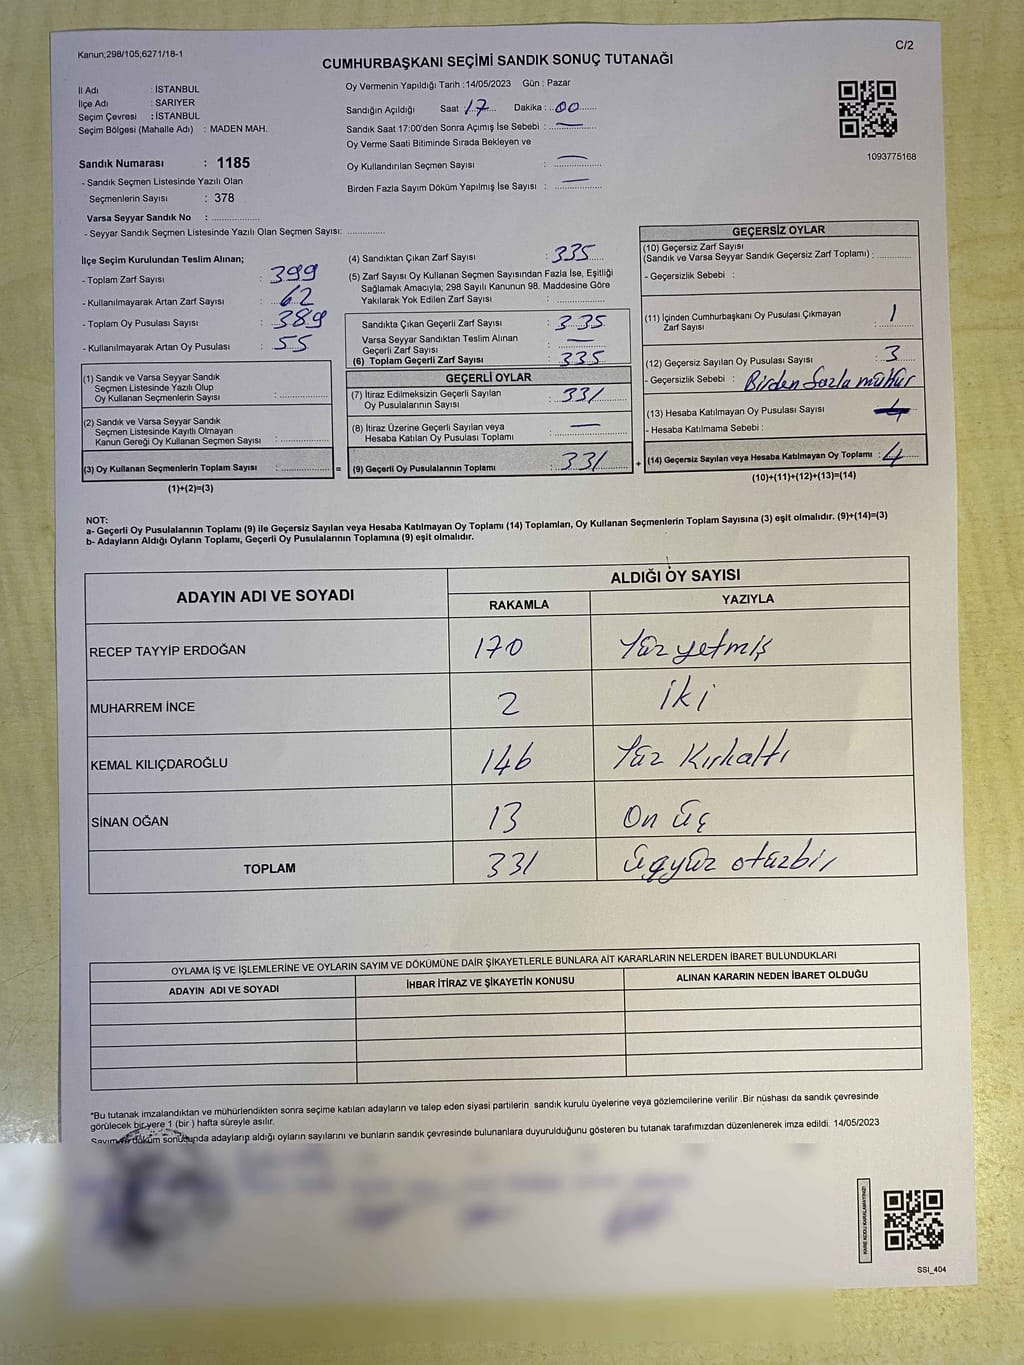 Kanun;298/105;6271/18-1
C/2
CUMHURBAŞKANI SEÇİMİ SANDIK SONUÇ TUTANAĞI
İl Adı : İSTANBUL
İlçe Adı : SARIYER
Seçim Çevresi : İSTANBUL
Seçim Bölgesi (Mahalle Adı) : MADEN MAH.
Sandık Numarası : 1185
- Sandık Seçmen Listesinde Yazılı Olan
Seçmenlerin Sayısı : 378
Varsa Seyyar Sandık No : ..................
- Seyyar Sandık Seçmen Listesinde Yazılı Olan Seçmen Sayısı: .............
Oy Vermenin Yapıldığı Tarih :14/05/2023 Gün : Pazar
Sandığın Açıldığı Saat :17 Dakika : 00
Sandık Saat 17:00'den Sonra Açmış İse Sebebi : —
Oy Verme Saati Bitiminde Sırada Bekleyen ve
Oy Kullandırılan Seçmen Sayısı : —
Birden Fazla Sayım Döküm Yapılmış İse Sayısı : —
1093775168
İlçe Seçim Kurulundan Teslim Alınan;
- Toplam Zarf Sayısı : 399
- Kullanılmayarak Artan Zarf Sayısı : 62
- Toplam Oy Pusulası Sayısı : 389
- Kullanılmayarak Artan Oy Pusulası : 55
(1) Sandık ve Varsa Seyyar Sandık
Seçmen Listesinde Yazılı Olup
Oy Kullanan Seçmenlerin Sayısı : .............
(2) Sandık ve Varsa Seyyar Sandık
Seçmen Listesinde Kayıtlı Olmayan
Kanun Gereği Oy Kullanan Seçmen Sayısı : .............
(3) Oy Kullanan Seçmenlerin Toplam Sayısı : .............
=
(1)+(2)=(3)
(4) Sandıktan Çıkan Zarf Sayısı : 335
(5) Zarf Sayısı Oy Kullanan Seçmen Sayısından Fazla İse, Eşitliği
Sağlamak Amacıyla; 298 Sayılı Kanunun 98. Maddesine Göre
Yakılarak Yok Edilen Zarf Sayısı : .............
Sandıkta Çıkan Geçerli Zarf Sayısı : 335
Varsa Seyyar Sandıktan Teslim Alınan
Geçerli Zarf Sayısı : —
(6) Toplam Geçerli Zarf Sayısı : 335
GEÇERLİ OYLAR
(7) İtiraz Edilmeksizin Geçerli Sayılan
Oy Pusulalarının Sayısı : 331
(8) İtiraz Üzerine Geçerli Sayılan veya
Hesaba Katılan Oy Pusulası Toplamı : —
(9) Geçerli Oy Pusulalarının Toplamı : 331
+
GEÇERSİZ OYLAR
(10) Geçersiz Zarf Sayısı
(Sandık ve Varsa Seyyar Sandık Geçersiz Zarf Toplamı) : ............
- Geçersizlik Sebebi :
(11) İçinden Cumhurbaşkanı Oy Pusulası Çıkmayan
Zarf Sayısı : 1
(12) Geçersiz Sayılan Oy Pusulası Sayısı : 3
- Geçersizlik Sebebi : Birden fazla mühür
(13) Hesaba Katılmayan Oy Pusulası Sayısı
- Hesaba Katılmama Sebebi :
(14) Geçersiz Sayılan veya Hesaba Katılmayan Oy Toplamı : 4
(10)+(11)+(12)+(13)=(14)
NOT:
a- Geçerli Oy Pusulalarının Toplamı (9) ile Geçersiz Sayılan veya Hesaba Katılmayan Oy Toplamı (14) Toplamları, Oy Kullanan Seçmenlerin Toplam Sayısına (3) eşit olmalıdır. (9)+(14)=(3)
b- Adayların Aldığı Oyların Toplamı, Geçerli Oy Pusulalarının Toplamına (9) eşit olmalıdır.
ADAYIN ADI VE SOYADI
ALDIĞI OY SAYISI
RAKAMLA YAZIYLA
RECEP TAYYİP ERDOĞAN 170 Yüz yetmiş
MUHARREM İNCE 2 iki
KEMAL KILIÇDAROĞLU 146 Yüz Kırkaltı
SİNAN OĞAN 13 On üç
TOPLAM 331 üçyüz otuzbir
OYLAMA İŞ VE İŞLEMLERİNE VE OYLARIN SAYIM VE DÖKÜMÜNE DAİR ŞİKAYETLERLE BUNLARA AİT KARARLARIN NELERDEN İBARET BULUNDUKLARI
ADAYIN ADI VE SOYADI İHBAR İTİRAZ VE ŞİKAYETİN KONUSU ALINAN KARARIN NEDEN İBARET OLDUĞU
*Bu tutanak imzalandıktan ve mühürlendikten sonra seçime katılan adayların ve talep eden siyasi partilerin sandık kurulu üyelerine veya gözlemcilerine verilir .Bir nüshası da sandık çevresinde
görülecek bir yere 1 (bir ) hafta süreyle asılır.
Sayım ve döküm sonucunda adayların aldığı oyların sayılarını ve bunların sandık çevresinde bulunanlara duyurulduğunu gösteren bu tutanak tarafımızdan düzenlenerek imza edildi. 14/05/2023
KARE KODU KARALAMAYINIZ!
SSI_404